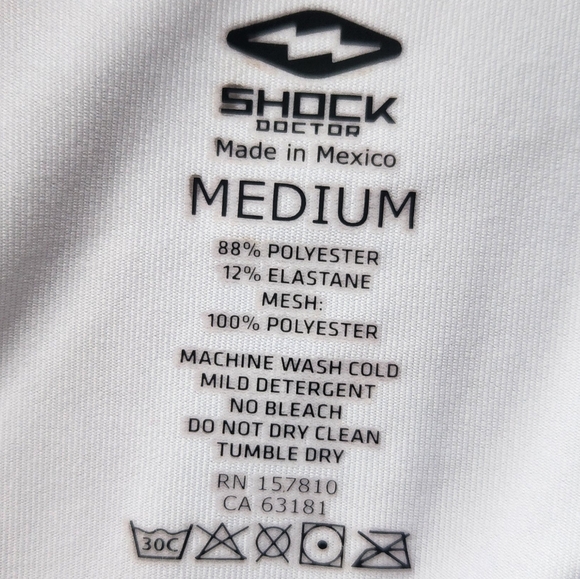 SHOCK
DOCTOR
Made in Mexico
MEDIUM
88% POLYESTER
12% ELASTANE
MESH:
100% POLYESTER
MACHINE WASH COLD
MILD DETERGENT
NO BLEACH
DO NOT DRY CLEAN
TUMBLE DRY
RN 157810
CA 63181
30C